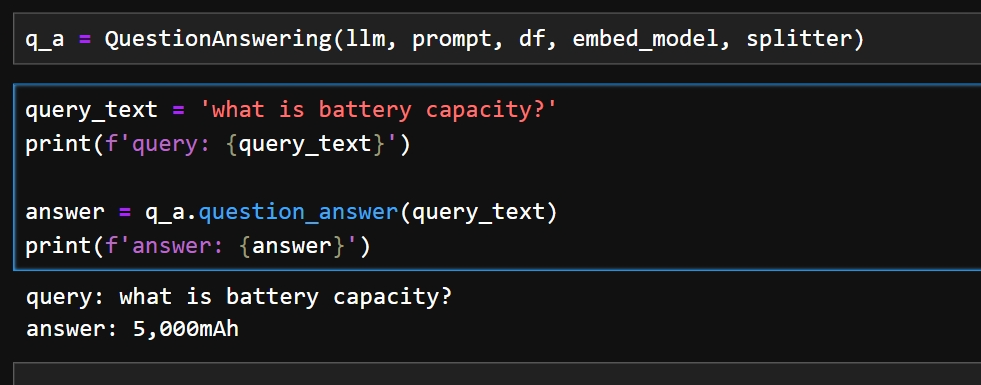 q_a = QuestionAnswering(llm, prompt, df, embed_model, splitter)
query_text = 'what is battery capacity?'
print(f'query: {query_text}')
answer = q_a.question_answer(query_text)
print(f'answer: {answer}')
query: what is battery capacity?
answer: 5,000mAh